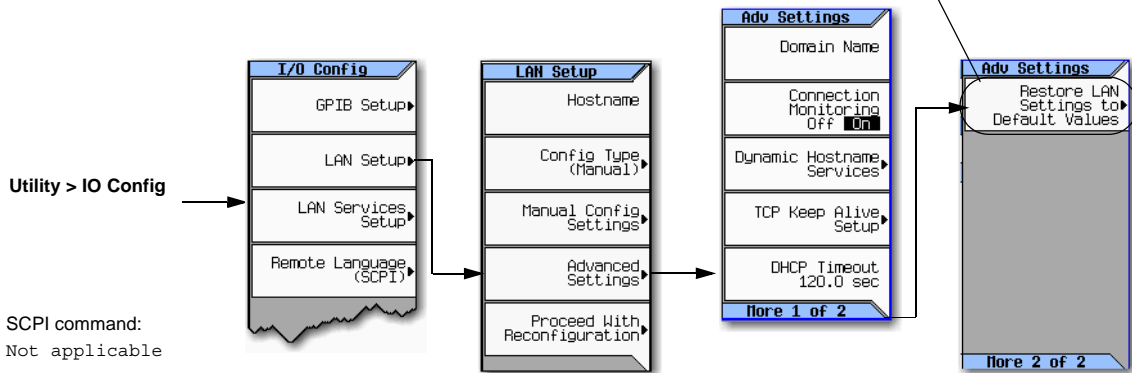 Utility > IO Config
SCPI command:
Not applicable
I/O Config
GPIB Setup
LAN Setup
LAN Services
Setup
Remote Language
(SCPI)
LAN Setup
Hostname
Config Type
(Manual)
Manual Config
Settings
Advanced
Settings
Proceed With
Reconfiguration
Adv Settings
Domain Name
Connection
Monitoring
Off On
Dynamic Hostname
Services
TCP Keep Alive
Setup
DHCP Timeout
120.0 sec
More 1 of 2
Adv Settings
Restore LAN
Settings to
Default Values
More 2 of 2